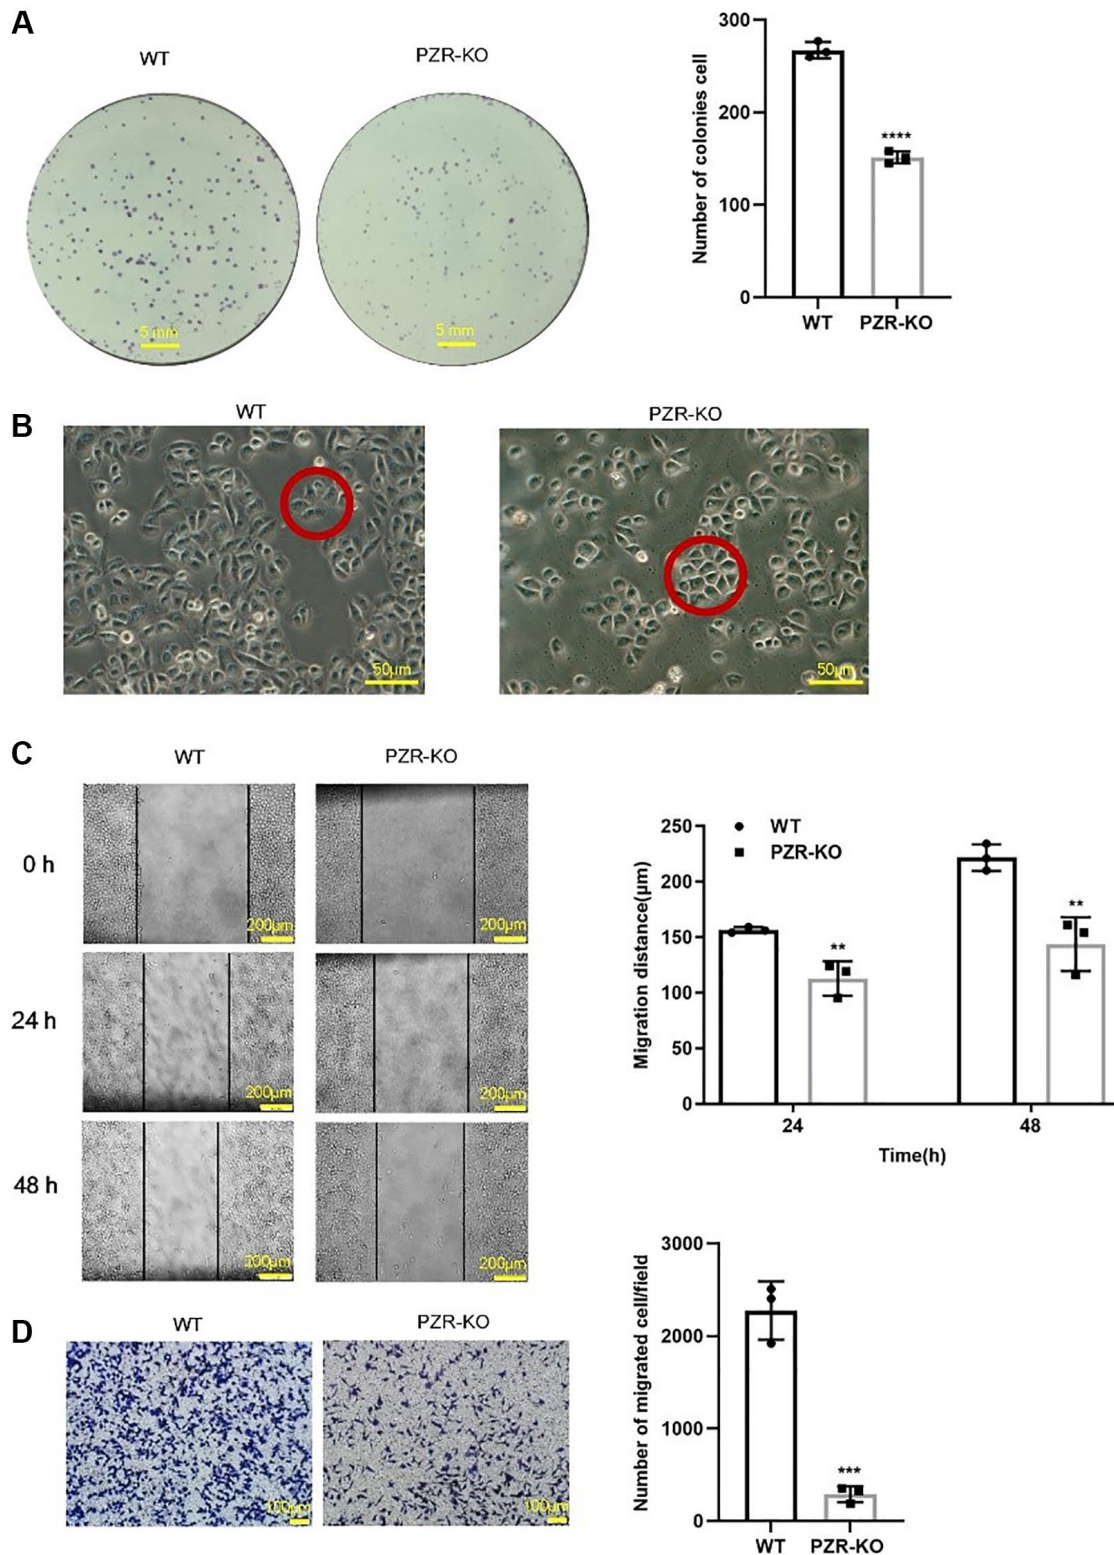 A
WT
PZR-KO
5 mm
5 mm
300
200
100
0
Number of colonies cell
****
WT
PZR-KO
B
WT
PZR-KO
50µm
50µm
C
WT
PZR-KO
0 h
200µm
200µm
24 h
200µm
200µm
48 h
200µm
200µm
250
200
150
100
50
0
Migration distance(µm)
WT
PZR-KO
**
**
24
48
Time(h)
D
WT
PZR-KO
100µm
100µm
3000
2000
1000
0
Number of migrated cell/field
***
WT
PZR-KO